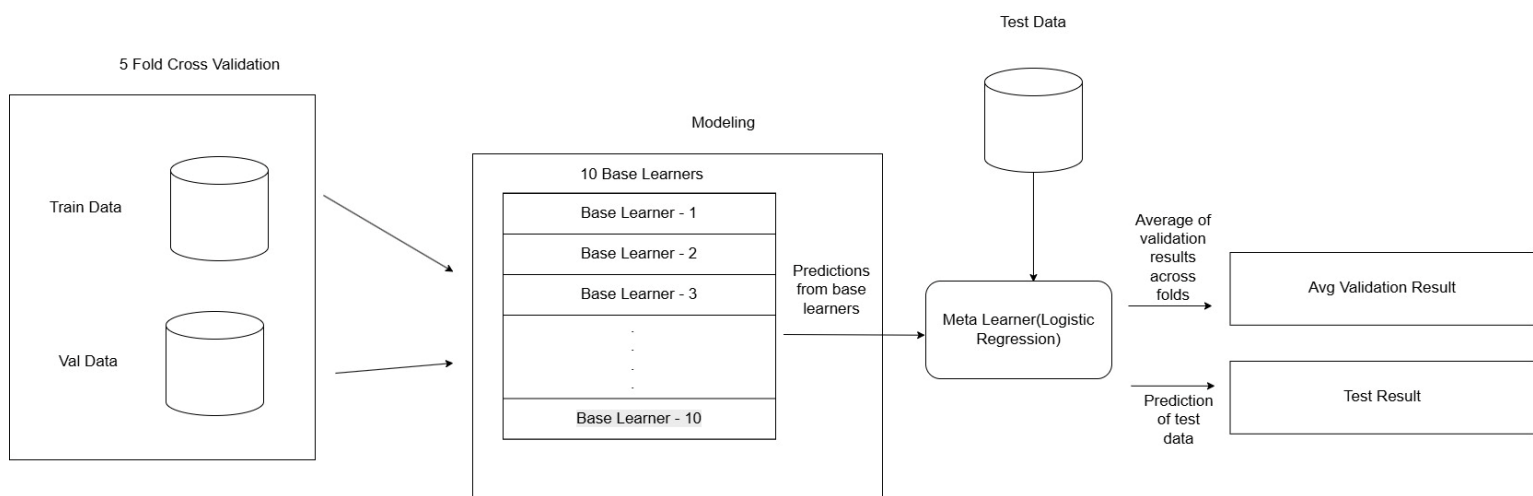 5 Fold Cross Validation
Train Data
Val Data
Modeling
10 Base Learners
Base Learner - 1
Base Learner - 2
Base Learner - 3
.
.
.
.
Base Learner - 10
Predictions
from base
learners
Test Data
Meta Learner(Logistic
Regression)
Average of
validation
results
across
folds
Avg Validation Result
Prediction
of test
data
Test Result